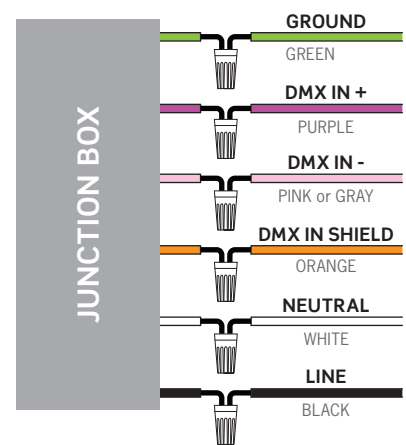 JUNCTION BOX
GROUND
GREEN
DMX IN +
PURPLE
DMX IN -
PINK or GRAY
DMX IN SHIELD
ORANGE
NEUTRAL
WHITE
LINE
BLACK